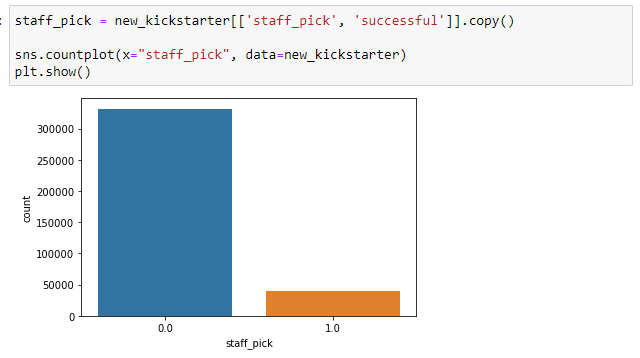 : staff_pick = new_kickstarter[['staff_pick', 'successful']].copy()
sns.countplot(x="staff_pick", data=new_kickstarter)
plt.show()
300000
250000
200000
150000
100000
50000
0
count
0.0 1.0
staff_pick